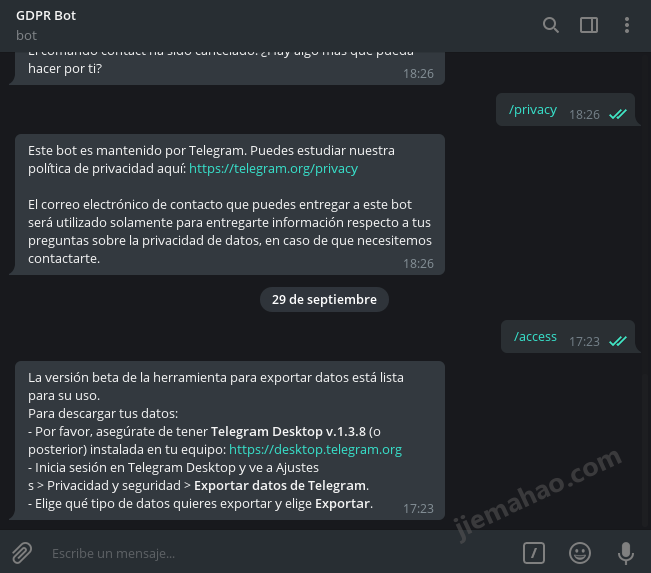 GDPR Bot
bot
El comando contact ha sido cancelado. ¿Hay algo más que pueda
hacer por ti?
18:26
/privacy 18:26
Este bot es mantenido por Telegram. Puedes estudiar nuestra
política de privacidad aquí: https://telegram.org/privacy
El correo electrónico de contacto que puedes entregar a este bot
será utilizado solamente para entregarte información respecto a tus
preguntas sobre la privacidad de datos, en caso de que necesitemos
contactarte.
18:26
29 de septiembre
/access 17:23
La versión beta de la herramienta para exportar datos está lista
para su uso.
Para descargar tus datos:
- Por favor, asegúrate de tener Telegram Desktop v.1.3.8 (o
posterior) instalada en tu equipo: https://desktop.telegram.org
- Inicia sesión en Telegram Desktop y ve a Ajustes
s > Privacidad y seguridad > Exportar datos de Telegram.
- Elige qué tipo de datos quieres exportar y elige Exportar.
17:23
jiemahao.com
Escribe un mensaje...